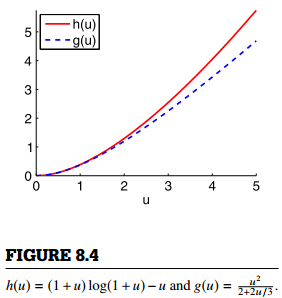 h(u)
g(u)
5
4
3
2
1
0
0 1 2 3 4 5
u
FIGURE 8.4
h(u) = (1+u)log(1+u)−u and g(u) = u²/(2+2u/3).